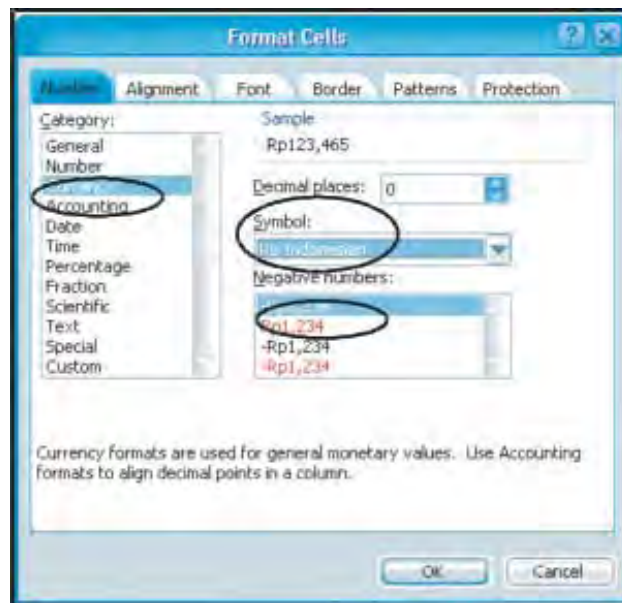 Format Cells
Number Alignment Font Border Patterns Protection
Category:
General
Number
Accounting
Date
Time
Percentage
Fraction
Scientific
Text
Special
Custom
Sample
Rp123,465
Decimal places: 0
Symbol:
Rp Indonesian
Negative numbers:
Rp1,234
-Rp1,234
-Rp1,234
Currency formats are used for general monetary values. Use Accounting
formats to align decimal points in a column.
OK Cancel